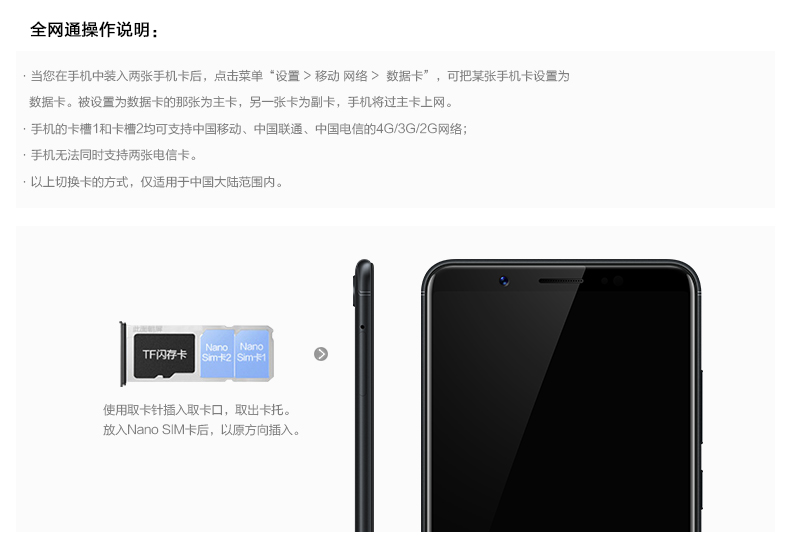 全网通操作说明：
· 当您在手机中装入两张手机卡后，点击菜单“设置 > 移动 网络 > 数据卡”，可把某张手机卡设置为
数据卡。被设置为数据卡的那张为主卡，另一张卡为副卡，手机将过主卡上网。
· 手机的卡槽1和卡槽2均可支持中国移动、中国联通、中国电信的4G/3G/2G网络；
· 手机无法同时支持两张电信卡。
· 以上切换卡的方式，仅适用于中国大陆范围内。
TF闪存卡
Nano
Sim卡2
Nano
Sim卡1
使用取卡针插入取卡口，取出卡托。
放入Nano SIM卡后，以原方向插入。